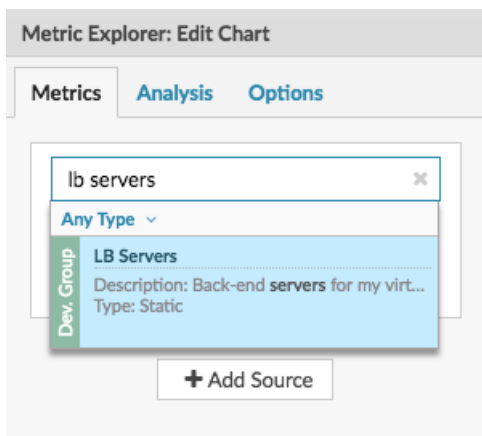 Metric Explorer: Edit Chart
Metrics Analysis Options
lb servers
Any Type
Dev. Group
LB Servers
Description: Back-end servers for my virt...
Type: Static
Add Source